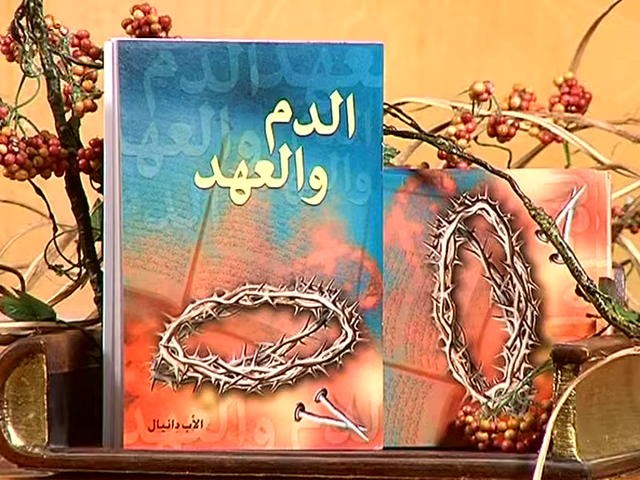 الدم
والعهد
الأب دانيال